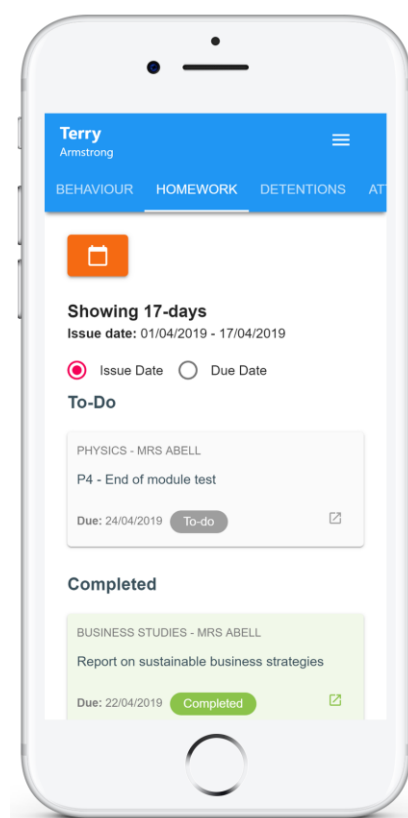 Terry
Armstrong
BEHAVIOUR HOMEWORK DETENTIONS AT
Showing 17-days
Issue date: 01/04/2019 - 17/04/2019
Issue Date Due Date
To-Do
PHYSICS - MRS ABELL
P4 - End of module test
Due: 24/04/2019 To-do
Completed
BUSINESS STUDIES - MRS ABELL
Report on sustainable business strategies
Due: 22/04/2019 Completed